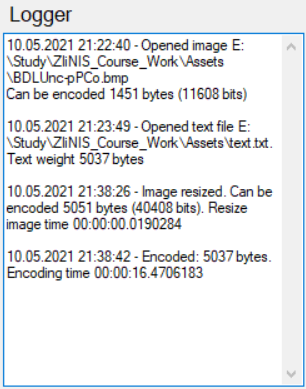 Logger
10.05.2021 21:22:40 - Opened image E:
\Study\ZliNIS_Course_Work\Assets
\BDLUnc-pPCo.bmp
Can be encoded 1451 bytes (11608 bits)
10.05.2021 21:23:49 - Opened text file E:
\Study\ZliNIS_Course_Work\Assets\text.txt.
Text weight 5037 bytes
10.05.2021 21:38:26 - Image resized. Can be
encoded 5051 bytes (40408 bits). Resize
image time 00:00:00.0190284
10.05.2021 21:38:42 - Encoded: 5037 bytes.
Encoding time 00:00:16.4706183